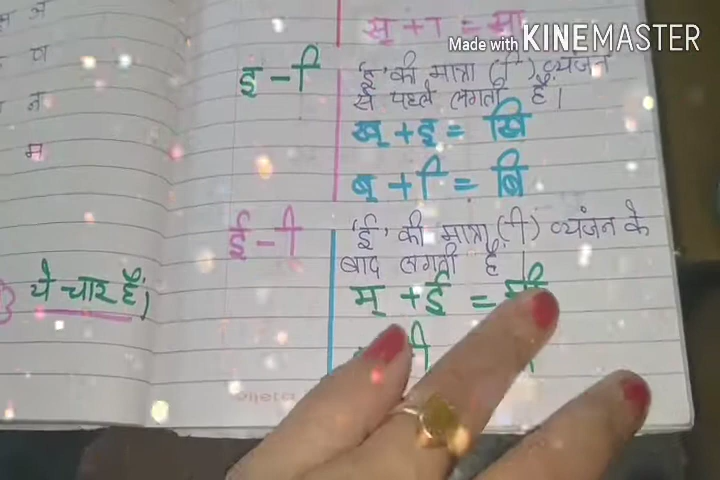 म
स् + ा = सा
Made with KINEMASTER
इ - ि
'इ' की मात्रा (ि) व्यंजन
से पहले लगती है।
ख् + इ = खि
ब् + ि = बि
ई - ी
'ई' की मात्रा (ी) व्यंजन के
बाद लगती है।
ये चार हैं।
म् + ई = मी